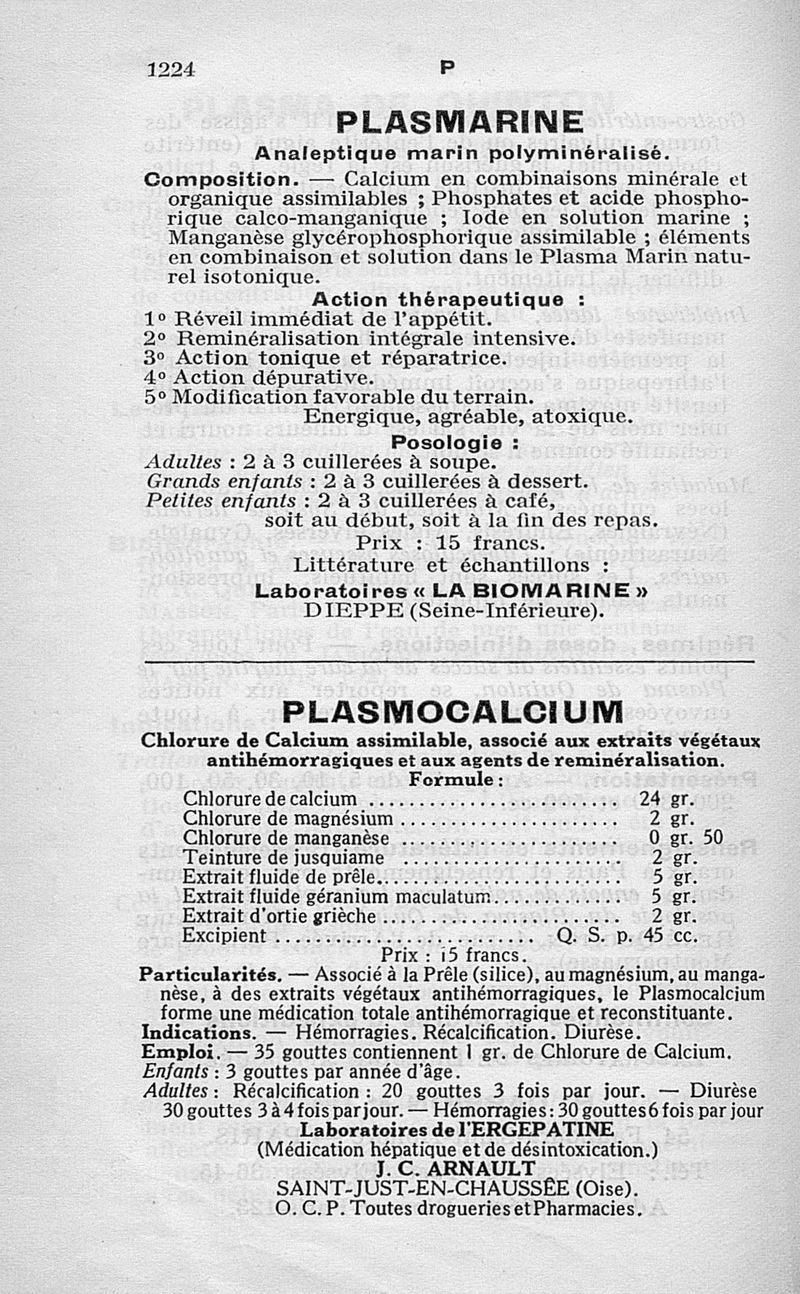 1224
P
PLASMARINE
Analeptique marin polyminéralisé.
Composition. — Calcium en combinaisons minérale et
organique assimilables ; Phosphates et acide phospho-
rique calco-manganique ; Iode en solution marine ;
Manganèse glycérophosphorique assimilable ; éléments
en combinaison et solution dans le Plasma Marin natu-
rel isotonique.
Action thérapeutique :
1º Réveil immédiat de l'appétit.
2º Reminéralisation intégrale intensive.
3º Action tonique et réparatrice.
4º Action dépurative.
5º Modification favorable du terrain.
Energique, agréable, atoxique.
Posologie :
Adultes : 2 à 3 cuillerées à soupe.
Grands enfants : 2 à 3 cuillerées à dessert.
Petites enfants : 2 à 3 cuillerées à café,
soit au début, soit à la fin des repas.
Prix : 15 francs.
Littérature et échantillons :
Laboratoires « LA BIOMARINE »
DIEPPE (Seine-Inférieure).
PLASMOCALCIUM
Chlorure de Calcium assimilable, associé aux extraits végétaux
antihémorragiques et aux agents de reminéralisation.
Formule :
Chlorure de calcium ......................... 24 gr.
Chlorure de magnésium ...................... 2 gr.
Chlorure de manganèse ...................... 0 gr. 50
Teinture de jusquiame ...................... 2 gr.
Extrait fluide de prêle......................... 5 gr.
Extrait fluide géranium maculatum............. 5 gr.
Extrait d'ortie grièche ........................ 2 gr.
Excipient .......................... Q. S. p. 45 cc.
Prix : 15 francs.
Particularités. — Associé à la Prêle (silice), au magnésium, au manga-
nèse, à des extraits végétaux antihémorragiques, le Plasmocalcium
forme une médication totale antihémorragique et reconstituante.
Indications. — Hémorragies. Récalcification. Diurèse.
Emploi. — 35 gouttes contiennent 1 gr. de Chlorure de Calcium.
Enfants : 3 gouttes par année d'âge.
Adultes : Récalcification : 20 gouttes 3 fois par jour. — Diurèse
30 gouttes 3 à 4 fois par jour. — Hémorragies : 30 gouttes 6 fois par jour
Laboratoires de l'ERGEPATINE
(Médication hépatique et de désintoxication.)
J. C. ARNAULT
SAINT-JUST-EN-CHAUSSÊE (Oise).
O. C. P. Toutes drogueries et Pharmacies.